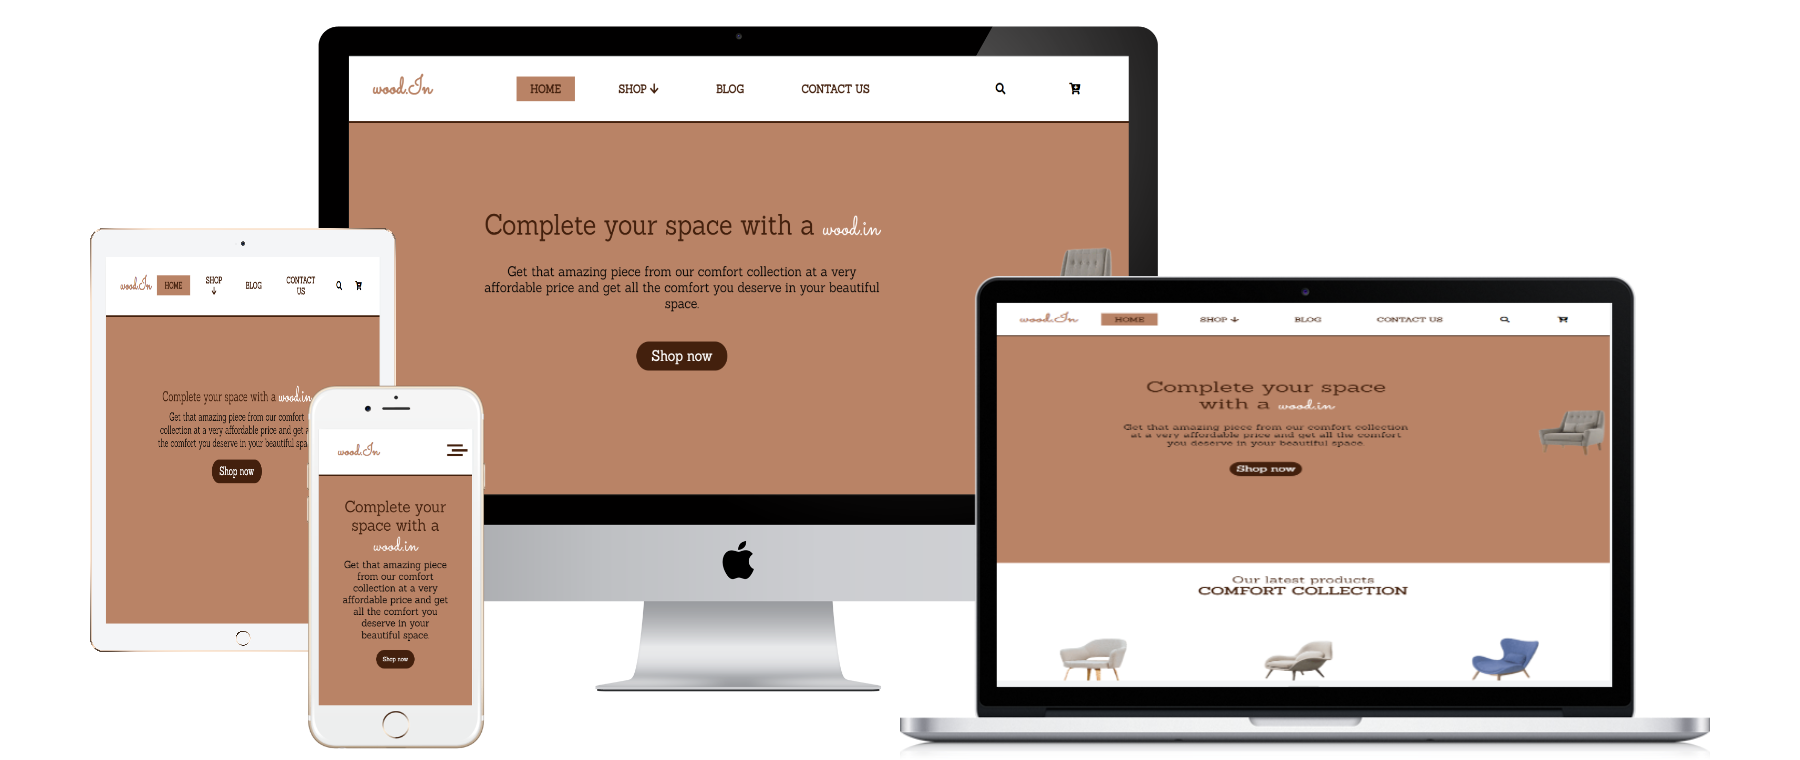 wood.In
HOME
SHOP
BLOG
CONTACT US
Complete your space with a wood.in
Get that amazing piece from our comfort collection at a very
affordable price and get all the comfort you deserve in your beautiful
space.
Shop now
wood.In
HOME
SHOP
BLOG
CONTACT
US
Complete your space with a wood.in
Get that amazing piece from our comfort
collection at a very affordable price and get
the comfort you deserve in your beautiful
Shop now
wood.In
Complete your
space with a
wood.in
Get that amazing piece
from our comfort
collection at a very
affordable price and get
all the comfort you
deserve in your
beautiful space.
Shop now
wood.In
HOME
SHOP
BLOG
CONTACT US
Complete your space
with a wood.in
Get that amazing piece from our comfort collection
at a very affordable price and get all the comfort
you deserve in your beautiful space.
Shop now
Our latest products
COMFORT COLLECTION